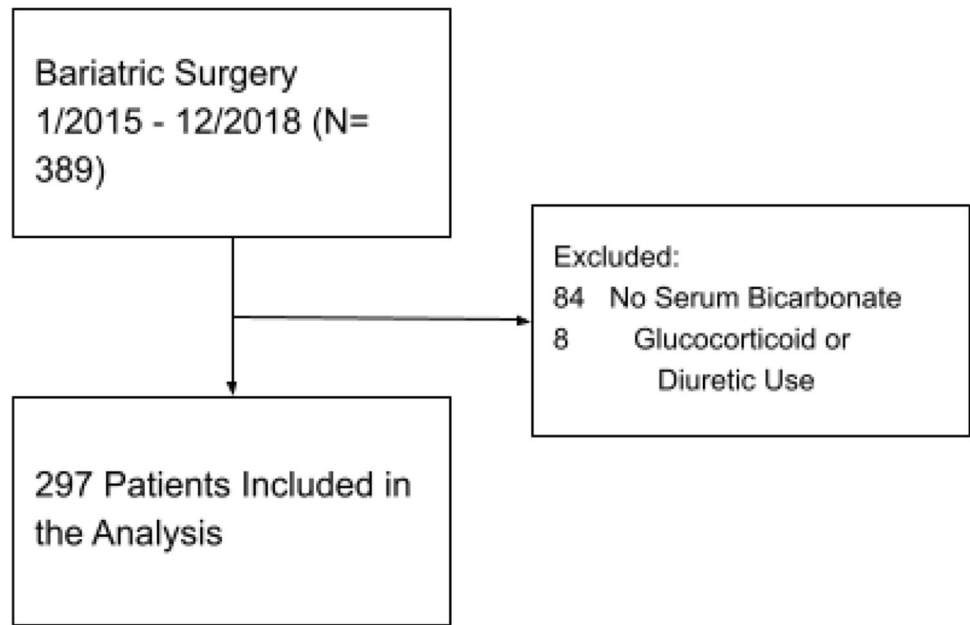 Bariatric Surgery
1/2015 - 12/2018 (N=
389)
Excluded:
84 No Serum Bicarbonate
8 Glucocorticoid or
Diuretic Use
297 Patients Included in
the Analysis